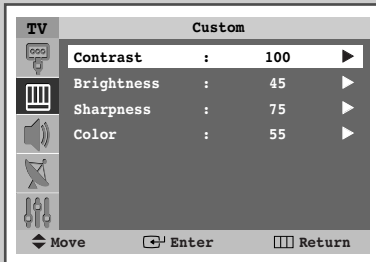 TV Custom
Contrast : 100
Brightness : 45
Sharpness : 75
Color : 55
Move Enter Return